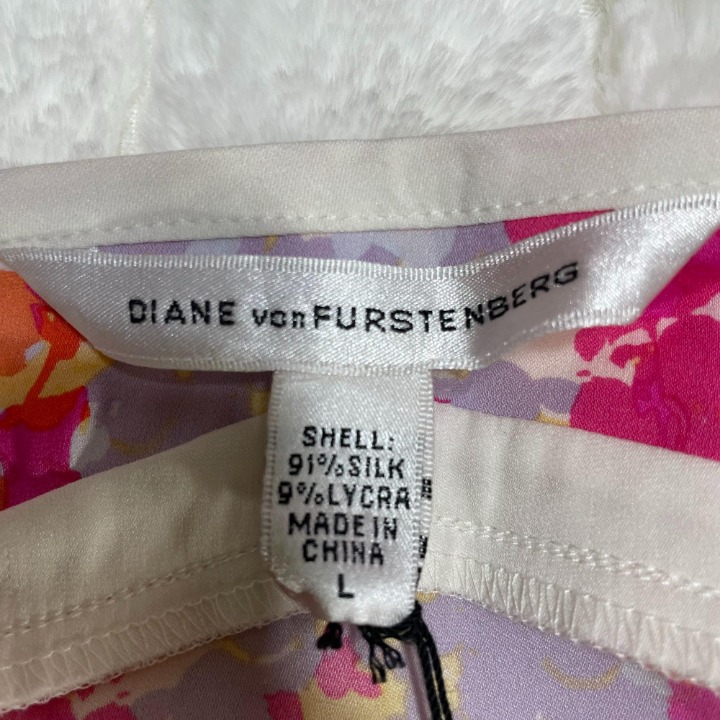 DIANE von FURSTENBERG
SHELL:
91%SILK
9%LYCRA
MADE IN
CHINA
L